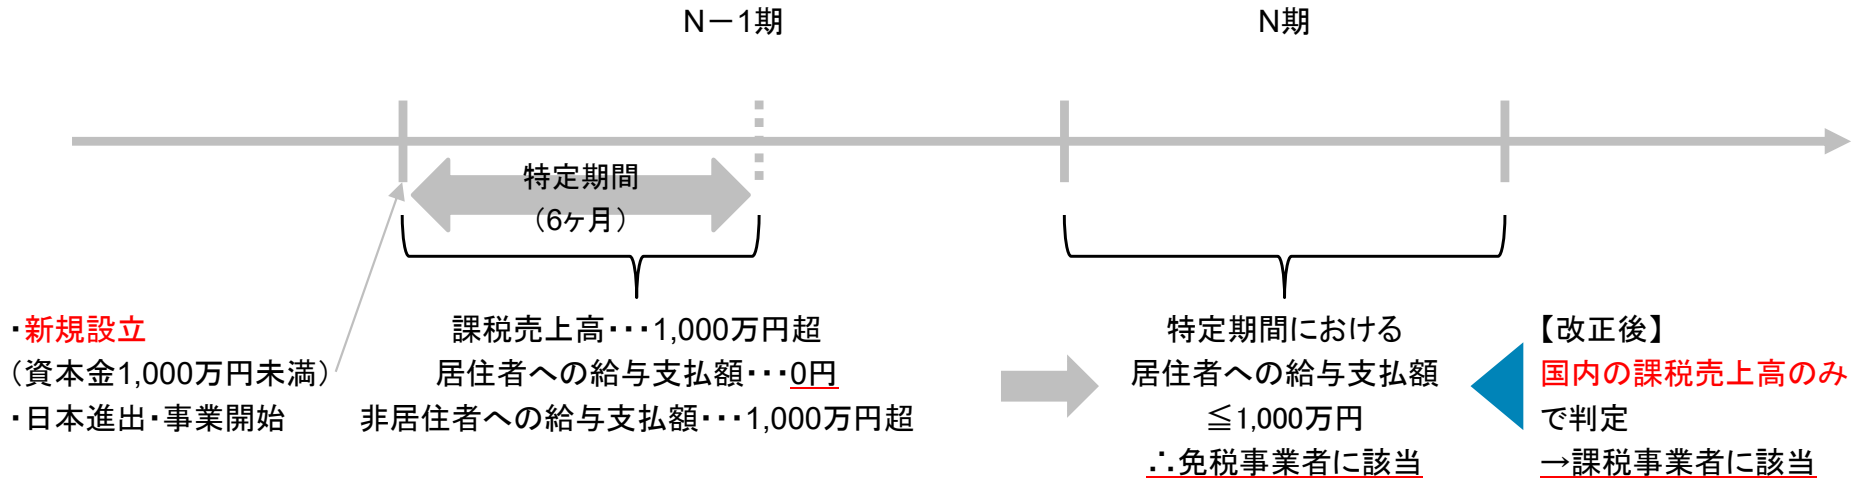 N－1期
N期
特定期間
（6ヶ月）
・新規設立
（資本金1,000万円未満）
・日本進出・事業開始
課税売上高・・・1,000万円超
居住者への給与支払額・・・0円
非居住者への給与支払額・・・1,000万円超
特定期間における
居住者への給与支払額
≦1,000万円
∴免税事業者に該当
【改正後】
国内の課税売上高のみ
で判定
→課税事業者に該当